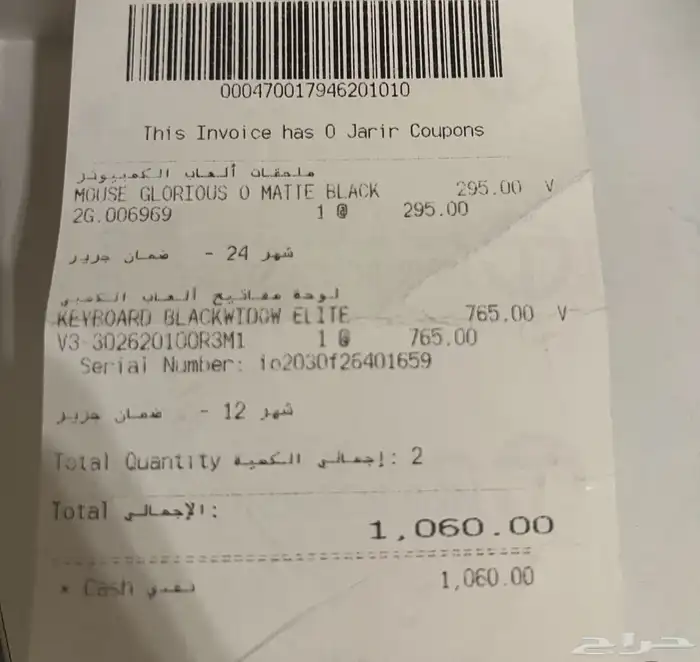 000470017946201010
This Invoice has 0 Jarir Coupons
ملحقات ألعاب الكمبيوتر
MOUSE GLORIOUS O MATTE BLACK 295.00 V
2G.006969 1 @ 295.00
ضمان جرير - 24 شهر
لوحة مفاتيح ألعاب الكمبي
KEYBOARD BLACKWIDOW ELITE 765.00 V
V3-302620100R3M1 1 @ 765.00
Serial Number: io2030f26401659
ضمان جرير - 12 شهر
Total Quantity إجمالي الكمية: 2
Total الإجمالي:
1,060.00
* Cash نقدي 1,060.00
حراج